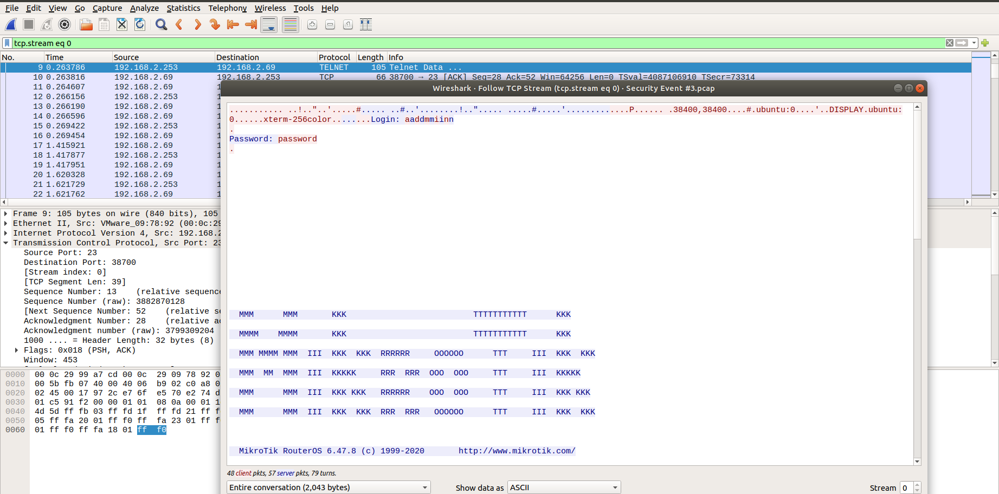 File Edit View Go Capture Analyze Statistics Telephony Wireless Tools Help
tcp.stream eq 0
No. Time Source Destination Protocol Length Info
9 0.263786 192.168.2.253 192.168.2.69 TELNET 105 Telnet Data ...
10 0.263816 192.168.2.69 192.168.2.253 TCP 66 38700 → 23 [ACK] Seq=28 Ack=52 Win=64256 Len=0 TSval=4087106910 TSecr=73314
11 0.264607 192.168.2.69 1
12 0.266156 192.168.2.253 1
13 0.266190 192.168.2.69 1
14 0.266596 192.168.2.69 1
15 0.269422 192.168.2.253 1
16 0.269454 192.168.2.69 1
17 1.415921 192.168.2.69 1
18 1.417877 192.168.2.253 1
19 1.417951 192.168.2.69 1
20 1.620328 192.168.2.69 1
21 1.621729 192.168.2.253 1
22 1.621762 192.168.2.69 1
Frame 9: 105 bytes on wire (840 bits), 105
Ethernet II, Src: VMware_09:78:92 (00:0c:29
Internet Protocol Version 4, Src: 192.168.2
Transmission Control Protocol, Src Port: 23
Source Port: 23
Destination Port: 38700
[Stream index: 0]
[TCP Segment Len: 39]
Sequence Number: 13 (relative sequence
Sequence Number (raw): 3882870128
[Next Sequence Number: 52 (relative se
Acknowledgment Number: 28 (relative ac
Acknowledgment number (raw): 3799309204
1000 .... = Header Length: 32 bytes (8)
Flags: 0x018 (PSH, ACK)
Window: 453
0000 00 0c 29 99 a7 cd 00 0c 29 09 78 92 0
0010 00 5b fb 07 40 00 40 06 b9 02 c0 a8 0
0020 02 45 00 17 97 2c e7 6f e5 70 e2 74 d
0030 01 c5 91 f2 00 00 01 01 08 0a 00 01 1
0040 4d 5d ff fb 03 ff fd 1f ff fd 21 ff f
0050 05 ff fa 20 01 ff f0 ff fa 23 01 ff f
0060 01 ff f0 ff fa 18 01 ff f0
Wireshark · Follow TCP Stream (tcp.stream eq 0) · Security Event #3.pcap
........... ..!.."..'.....#..... ..#..'........!.."..... .....#.....'.............P...... .38400,38400....#.ubuntu:0....'..DISPLAY.ubuntu:
0......xterm-256color........Login: aaddmmiinn
.
Password: password
.
MMM MMM KKK TTTTTTTTTTT KKK
MMMM MMMM KKK TTTTTTTTTTT KKK
MMM MMMM MMM III KKK KKK RRRRRR OOOOOO TTT III KKK KKK
MMM MM MMM III KKKKK RRR RRR OOO OOO TTT III KKKKK
MMM MMM III KKK KKK RRRRRR OOO OOO TTT III KKK KKK
MMM MMM III KKK KKK RRR RRR OOOOOO TTT III KKK KKK
MikroTik RouterOS 6.47.8 (c) 1999-2020 http://www.mikrotik.com/
48 client pkts, 57 server pkts, 79 turns.
Entire conversation (2,043 bytes) Show data as ASCII Stream 0